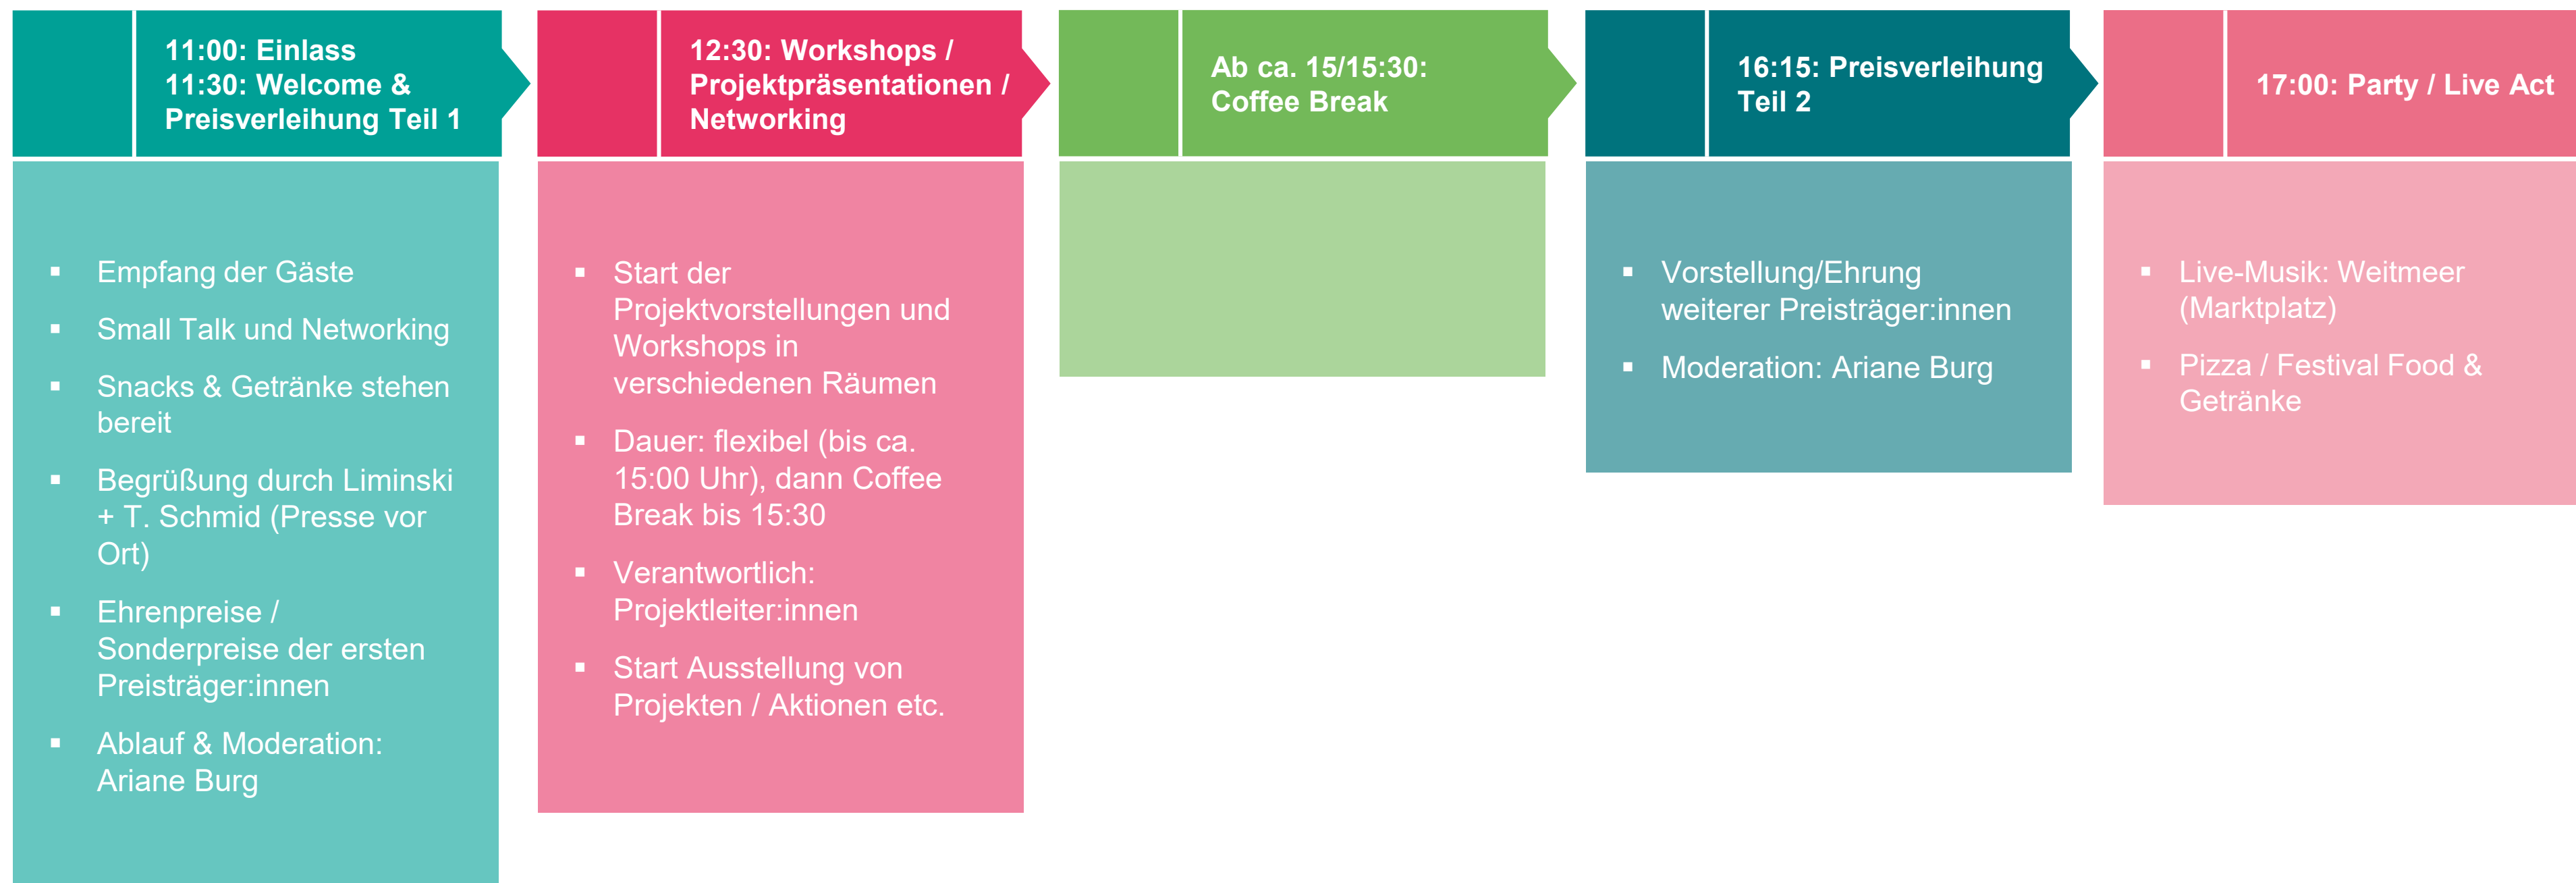 11:00: Einlass
11:30: Welcome &
Preisverleihung Teil 1
▪ Empfang der Gäste
▪ Small Talk und Networking
▪ Snacks & Getränke stehen
bereit
▪ Begrüßung durch Liminski
+ T. Schmid (Presse vor
Ort)
▪ Ehrenpreise /
Sonderpreise der ersten
Preisträger:innen
▪ Ablauf & Moderation:
Ariane Burg
12:30: Workshops /
Projektpräsentationen /
Networking
▪ Start der
Projektvorstellungen und
Workshops in
verschiedenen Räumen
▪ Dauer: flexibel (bis ca.
15:00 Uhr), dann Coffee
Break bis 15:30
▪ Verantwortlich:
Projektleiter:innen
▪ Start Ausstellung von
Projekten / Aktionen etc.
Ab ca. 15/15:30:
Coffee Break
16:15: Preisverleihung
Teil 2
▪ Vorstellung/Ehrung
weiterer Preisträger:innen
▪ Moderation: Ariane Burg
17:00: Party / Live Act
▪ Live-Musik: Weitmeer
(Marktplatz)
▪ Pizza / Festival Food &
Getränke